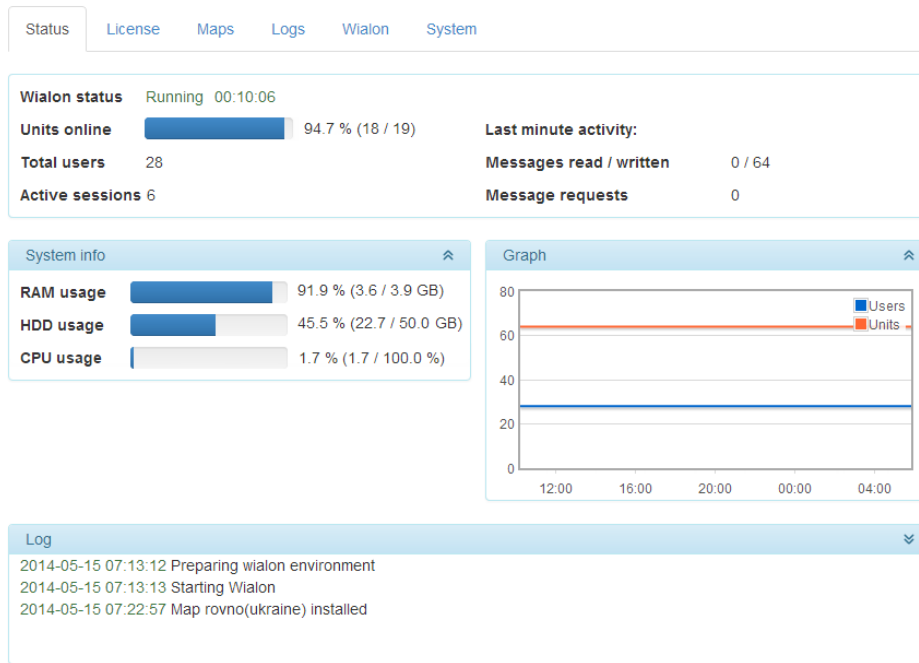 Status License Maps Logs Wialon System
Wialon status Running 00:10:06
Units online 94.7 % (18 / 19) Last minute activity:
Total users 28 Messages read / written 0 / 64
Active sessions 6 Message requests 0
System info
RAM usage 91.9 % (3.6 / 3.9 GB)
HDD usage 45.5 % (22.7 / 50.0 GB)
CPU usage 1.7 % (1.7 / 100.0 %)
Graph
80
60
40
20
0
Users
Units
12:00 16:00 20:00 00:00 04:00
Log
2014-05-15 07:13:12 Preparing wialon environment
2014-05-15 07:13:13 Starting Wialon
2014-05-15 07:22:57 Map rovno(ukraine) installed